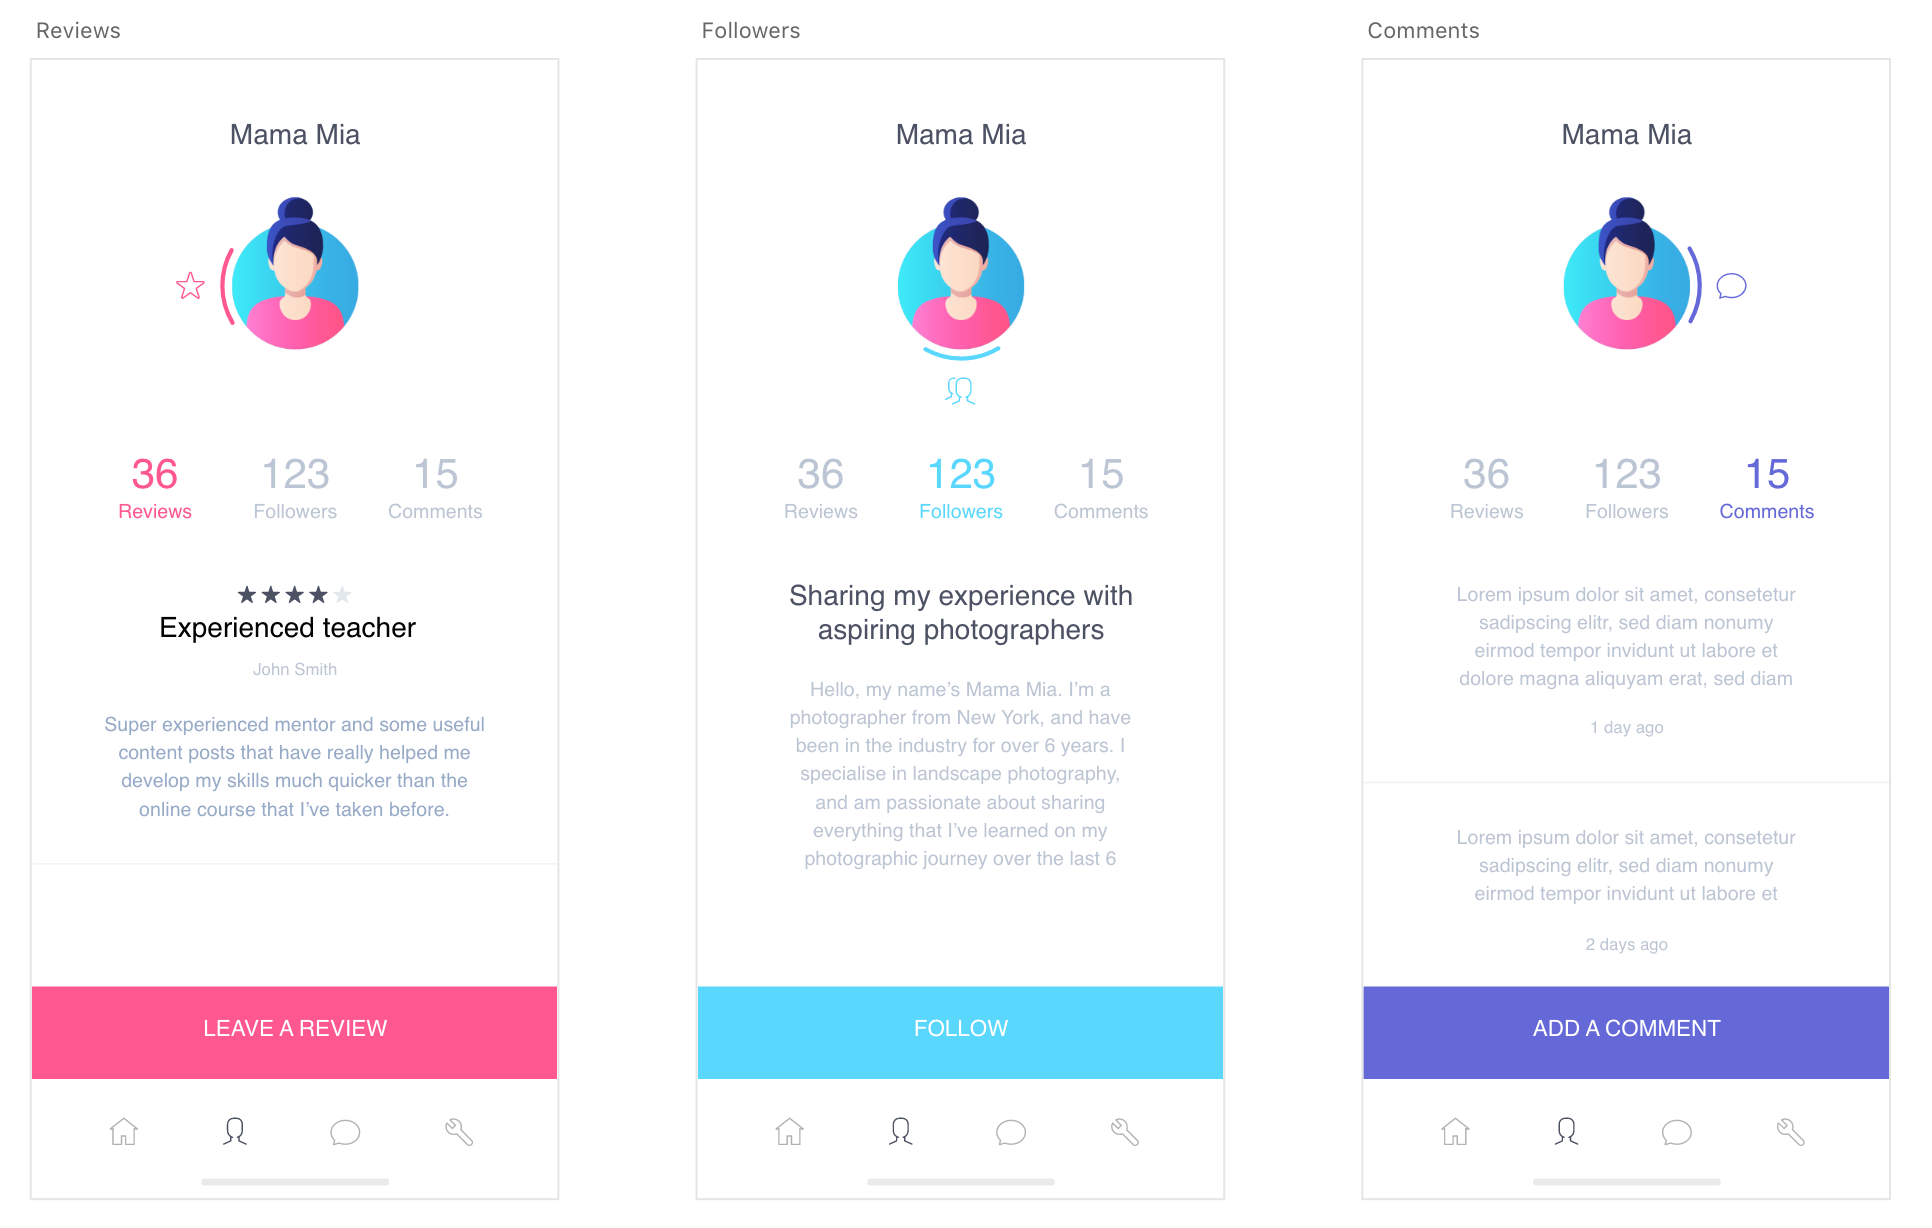 Reviews
Mama Mia
36 123 15
Reviews Followers Comments
Experienced teacher
John Smith
Super experienced mentor and some useful
content posts that have really helped me
develop my skills much quicker than the
online course that I’ve taken before.
LEAVE A REVIEW
Followers
Mama Mia
36 123 15
Reviews Followers Comments
Sharing my experience with
aspiring photographers
Hello, my name’s Mama Mia. I’m a
photographer from New York, and have
been in the industry for over 6 years. I
specialise in landscape photography,
and am passionate about sharing
everything that I’ve learned on my
photographic journey over the last 6
FOLLOW
Comments
Mama Mia
36 123 15
Reviews Followers Comments
Lorem ipsum dolor sit amet, consetetur
sadipscing elitr, sed diam nonumy
eirmod tempor invidunt ut labore et
dolore magna aliquyam erat, sed diam
1 day ago
Lorem ipsum dolor sit amet, consetetur
sadipscing elitr, sed diam nonumy
eirmod tempor invidunt ut labore et
2 days ago
ADD A COMMENT